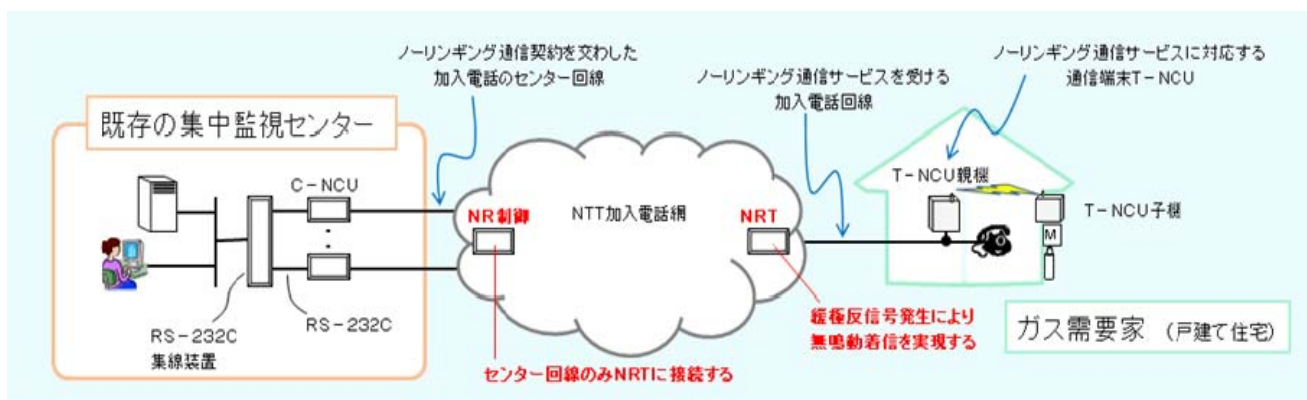 ノーリンギング通信契約を交わした
加入電話のセンター回線
ノーリンギング通信サービスを受ける
加入電話回線
ノーリンギング通信サービスに対応する
通信端末T-NCU
既存の集中監視センター
C-NCU
RS-232C
集線装置
RS-232C
NR制御
NTT加入電話網
NRT
センター回線のみNRTに接続する
緩極反信号発生により
無鳴動着信を実現する
T-NCU親機
T-NCU子機
M
ガス需要家 (戸建て住宅)